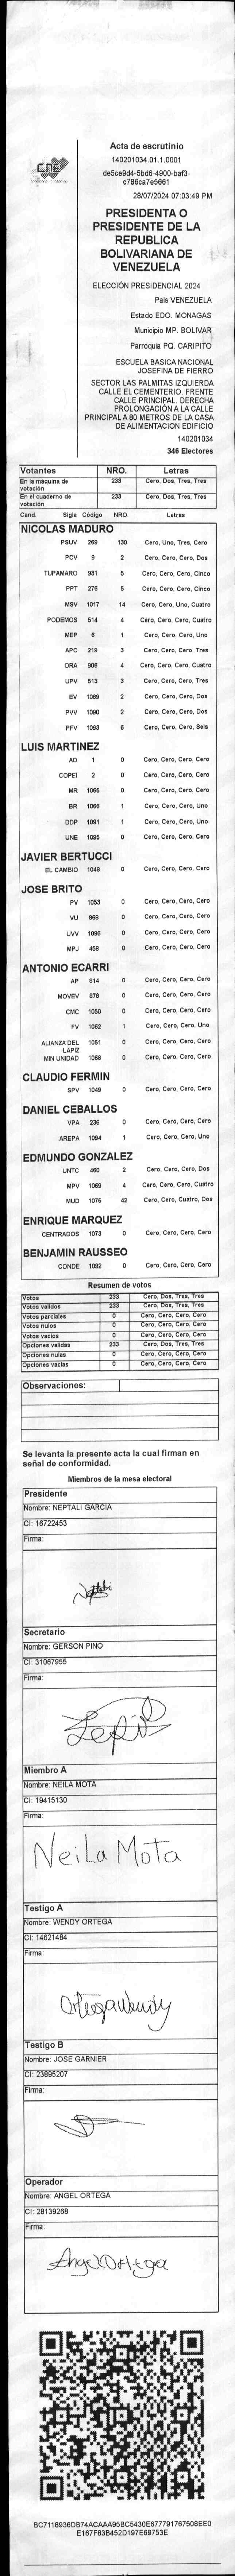 CNE
Acta de escrutinio
140201034.01.1.0001
de5ce9d4-5bd6-4900-baf3-
c786ca7e5661
28/07/2024 07:03:49 PM
PRESIDENTA O
PRESIDENTE DE LA
REPUBLICA
BOLIVARIANA DE
VENEZUELA
ELECCIÓN PRESIDENCIAL 2024
País VENEZUELA
Estado EDO. MONAGAS
Municipio MP. BOLIVAR
Parroquia PQ. CARIPITO
ESCUELA BASICA NACIONAL
JOSEFINA DE FIERRO
SECTOR LAS PALMITAS IZQUIERDA
CALLE EL CEMENTERIO. FRENTE
CALLE PRINCIPAL. DERECHA
PROLONGACIÓN A LA CALLE
PRINCIPAL A 80 METROS DE LA CASA
DE ALIMENTACION EDIFICIO
140201034
346 Electores
Votantes NRO. Letras
En la máquina de votación 233 Cero, Dos, Tres, Tres
En el cuaderno de votación 233 Cero, Dos, Tres, Tres
Cand. Sigla Código NRO. Letras
NICOLAS MADURO
PSUV 269 130 Cero, Uno, Tres, Cero
PCV 9 2 Cero, Cero, Cero, Dos
TUPAMARO 931 5 Cero, Cero, Cero, Cinco
PPT 275 5 Cero, Cero, Cero, Cinco
MSV 1017 14 Cero, Cero, Uno, Cuatro
PODEMOS 514 4 Cero, Cero, Cero, Cuatro
MEP 6 1 Cero, Cero, Cero, Uno
APC 219 3 Cero, Cero, Cero, Tres
ORA 906 4 Cero, Cero, Cero, Cuatro
UPV 513 3 Cero, Cero, Cero, Tres
EV 1089 2 Cero, Cero, Cero, Dos
PVV 1090 2 Cero, Cero, Cero, Dos
PFV 1093 6 Cero, Cero, Cero, Seis
LUIS MARTINEZ
AD 1 0 Cero, Cero, Cero, Cero
COPEI 2 0 Cero, Cero, Cero, Cero
MR 1065 0 Cero, Cero, Cero, Cero
BR 1066 1 Cero, Cero, Cero, Uno
DDP 1091 1 Cero, Cero, Cero, Uno
UNE 1095 0 Cero, Cero, Cero, Cero
JAVIER BERTUCCI
EL CAMBIO 1048 0 Cero, Cero, Cero, Cero
JOSE BRITO
PV 1053 0 Cero, Cero, Cero, Cero
VU 868 0 Cero, Cero, Cero, Cero
UVV 1096 0 Cero, Cero, Cero, Cero
MPJ 458 0 Cero, Cero, Cero, Cero
ANTONIO ECARRI
AP 814 0 Cero, Cero, Cero, Cero
MOVEV 878 0 Cero, Cero, Cero, Cero
CMC 1050 0 Cero, Cero, Cero, Cero
FV 1062 1 Cero, Cero, Cero, Uno
ALIANZA DEL LAPIZ 1051 0 Cero, Cero, Cero, Cero
MIN UNIDAD 1068 0 Cero, Cero, Cero, Cero
CLAUDIO FERMIN
SPV 1049 0 Cero, Cero, Cero, Cero
DANIEL CEBALLOS
VPA 236 0 Cero, Cero, Cero, Cero
AREPA 1094 1 Cero, Cero, Cero, Uno
EDMUNDO GONZALEZ
UNTC 460 2 Cero, Cero, Cero, Dos
MPV 1069 4 Cero, Cero, Cero, Cuatro
MUD 1075 42 Cero, Cero, Cuatro, Dos
ENRIQUE MARQUEZ
CENTRADOS 1073 0 Cero, Cero, Cero, Cero
BENJAMIN RAUSSEO
CONDE 1092 0 Cero, Cero, Cero, Cero
Resumen de votos
Votos 233 Cero, Dos, Tres, Tres
Votos validos 233 Cero, Dos, Tres, Tres
Votos parciales 0 Cero, Cero, Cero, Cero
Votos nulos 0 Cero, Cero, Cero, Cero
Votos vacios 0 Cero, Cero, Cero, Cero
Opciones validas 233 Cero, Dos, Tres, Tres
Opciones nulas 0 Cero, Cero, Cero, Cero
Opciones vacias 0 Cero, Cero, Cero, Cero
Observaciones:
Se levanta la presente acta la cual firman en
señal de conformidad.
Miembros de la mesa electoral
Presidente
Nombre: NEPTALI GARCIA
CI: 16722453
Firma:
Secretario
Nombre: GERSON PINO
CI: 31067955
Firma:
Miembro A
Nombre: NEILA MOTA
CI: 19415130
Firma:
Neila Mota
Testigo A
Nombre: WENDY ORTEGA
CI: 14621484
Firma:
Ortega Wendy
Testigo B
Nombre: JOSE GARNIER
CI: 23895207
Firma:
Operador
Nombre: ANGEL ORTEGA
CI: 28139268
Firma:
Angel Ortega
BC7118936DB74ACAAA95BC5430E677791767508EE0
E167F83B452D197E69753E